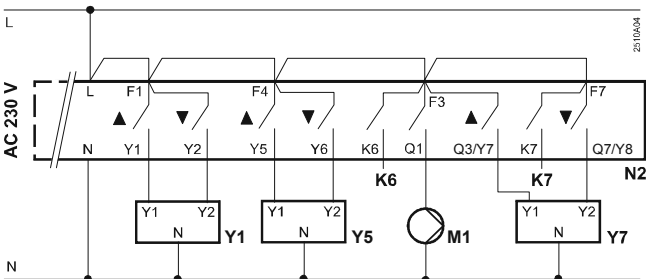 L
2510A04
AC 230 V
L F1 F4 F3 F7
▲ ▼ ▲ ▼ ▲ ▼
N Y1 Y2 Y5 Y6 K6 Q1 Q3/Y7 K7 Q7/Y8
K6 K7 N2
Y1 Y2 Y1 Y2 Y1 Y2
N Y1 N Y5 M1 N Y7
N